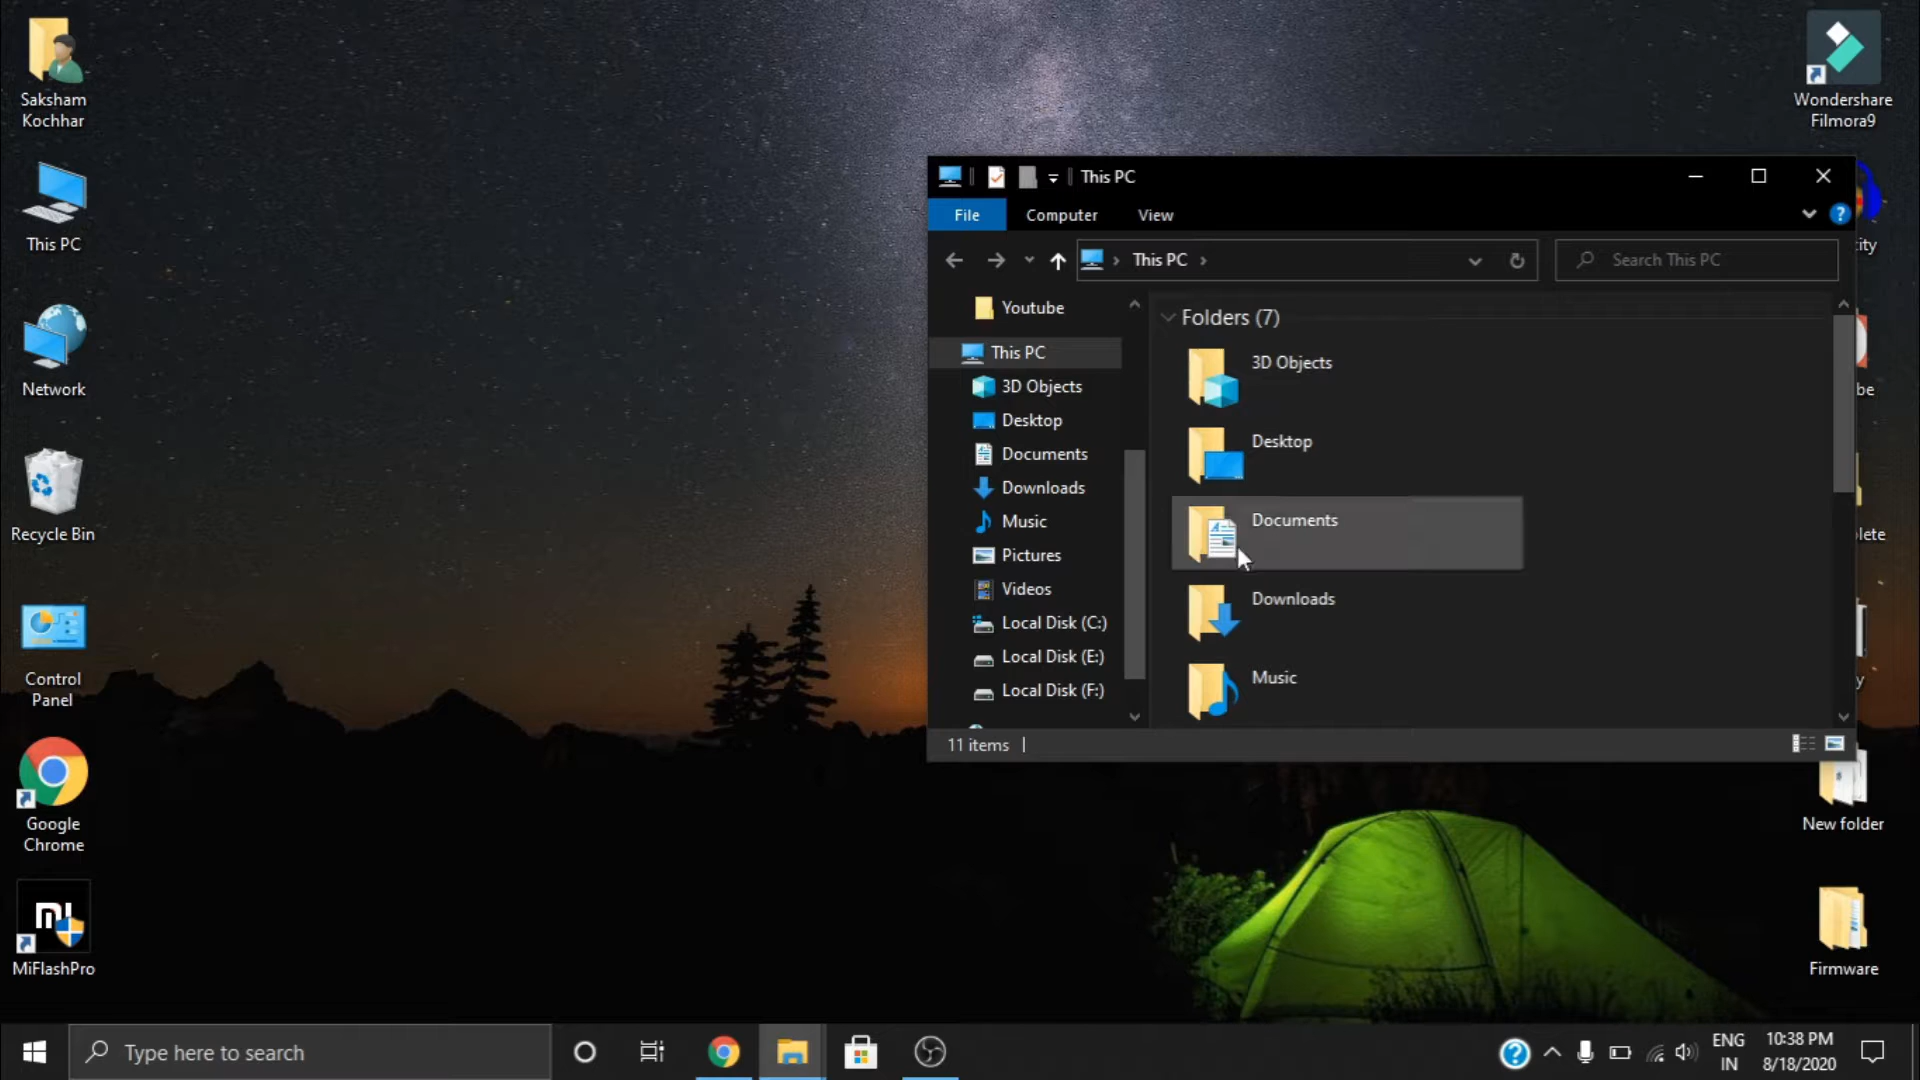 Saksham
Kochhar
This PC
Network
Recycle Bin
Control
Panel
Google
Chrome
MiFlashPro
Wondershare
Filmora9
This PC
File
Computer
View
This PC
Search This PC
Youtube
This PC
3D Objects
Desktop
Documents
Downloads
Music
Pictures
Videos
Local Disk (C:)
Local Disk (E:)
Local Disk (F:)
Folders (7)
3D Objects
Desktop
Documents
Downloads
Music
11 items
New folder
Firmware
Type here to search
ENG
IN
10:38 PM
8/18/2020